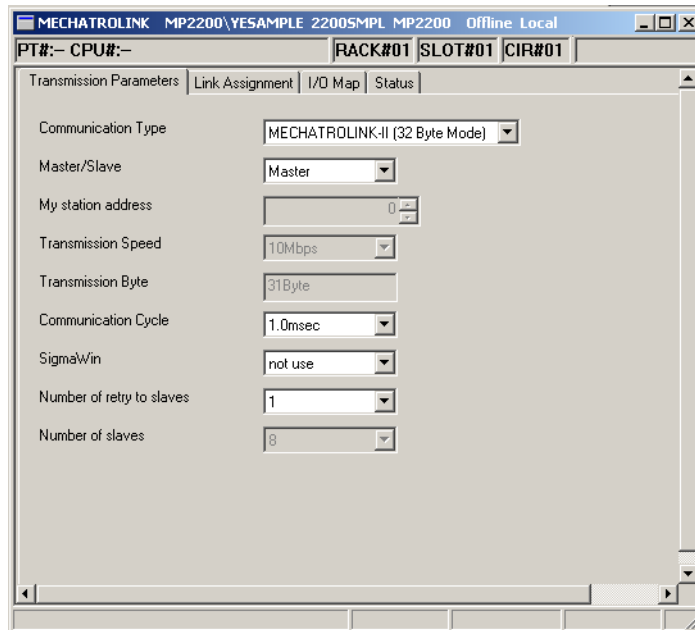 MECHATROLINK MP2200\YESAMPLE 2200SMPL MP2200 Offline Local
PT#:– CPU#:– RACK#01 SLOT#01 CIR#01
Transmission Parameters Link Assignment I/O Map Status
Communication Type MECHATROLINK-II (32 Byte Mode)
Master/Slave Master
My station address 0
Transmission Speed 10Mbps
Transmission Byte 31Byte
Communication Cycle 1.0msec
SigmaWin not use
Number of retry to slaves 1
Number of slaves 8